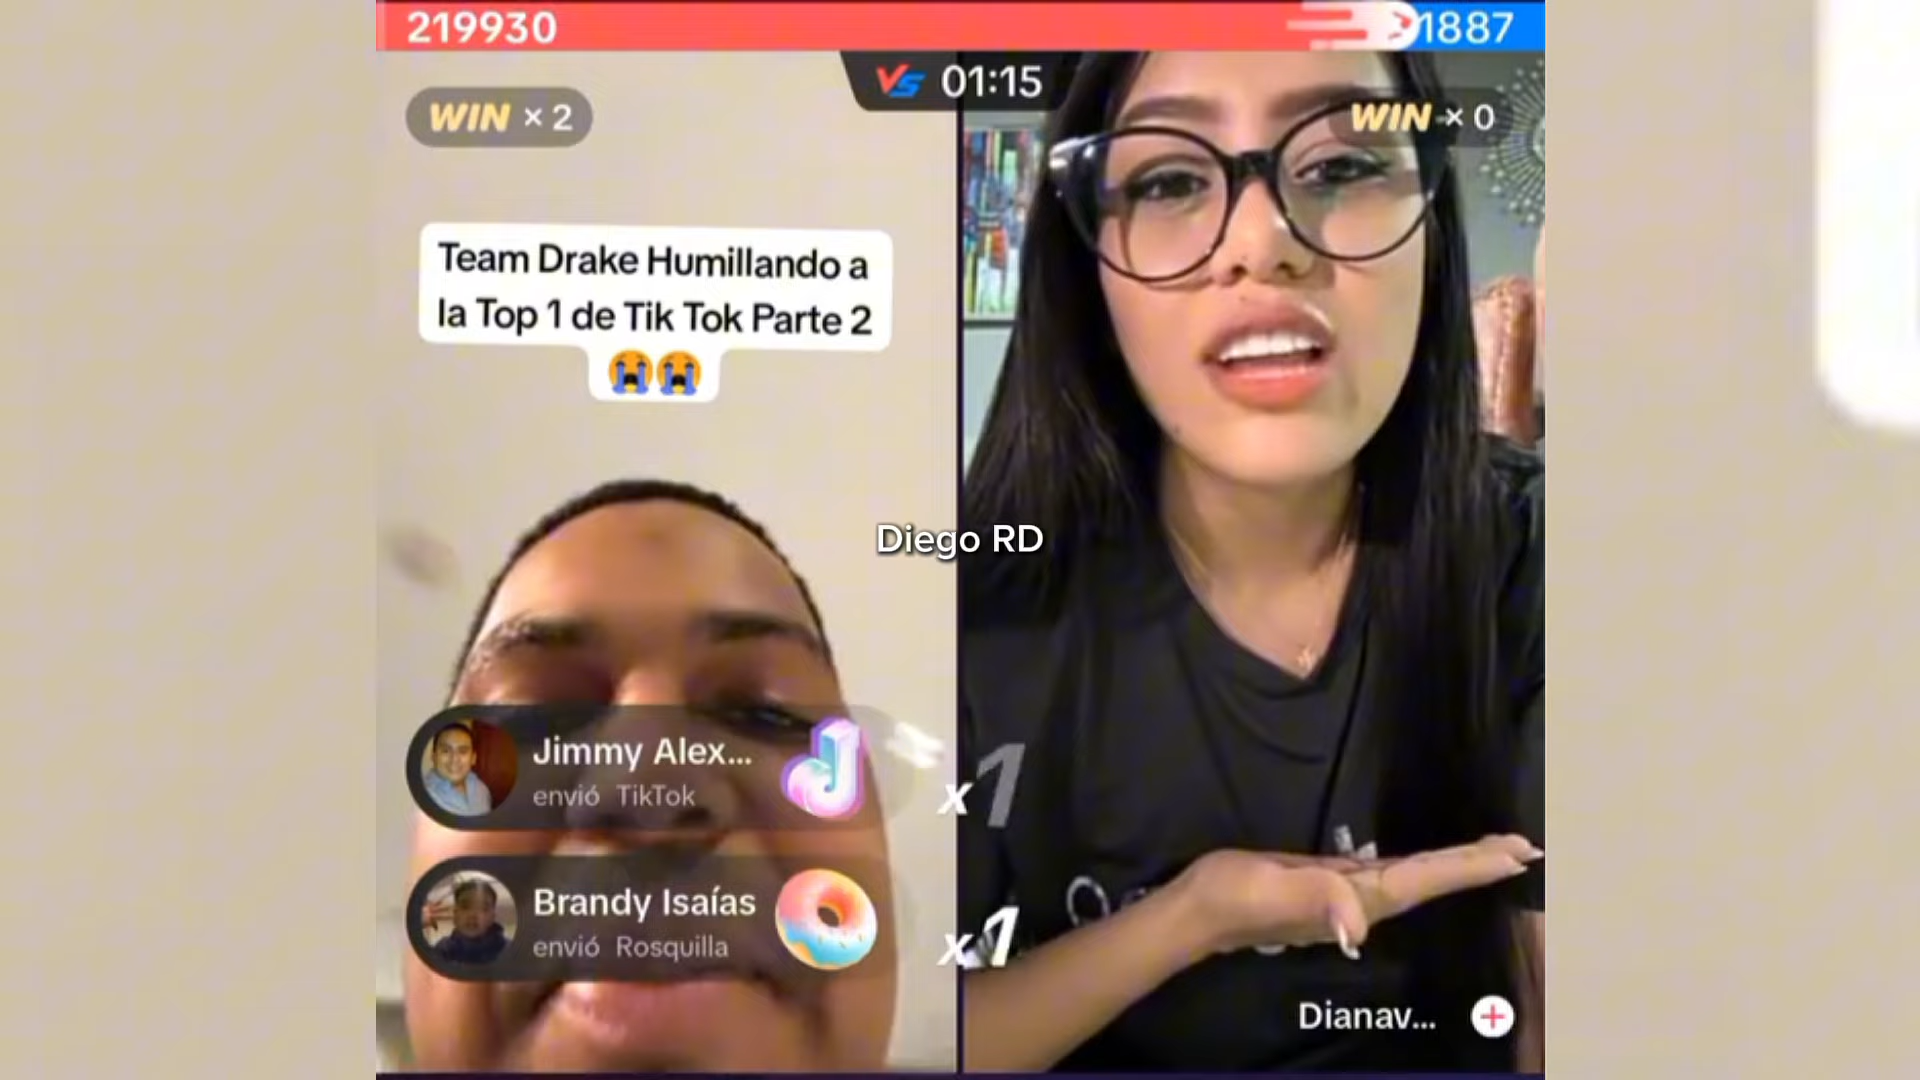 219930
1887
VS 01:15
WIN × 2
WIN × 0
Team Drake Humillando a
la Top 1 de Tik Tok Parte 2
😭😭
Diego RD
Jimmy Alex...
envió TikTok
x1
Brandy Isaías
envió Rosquilla
x1
Dianav...